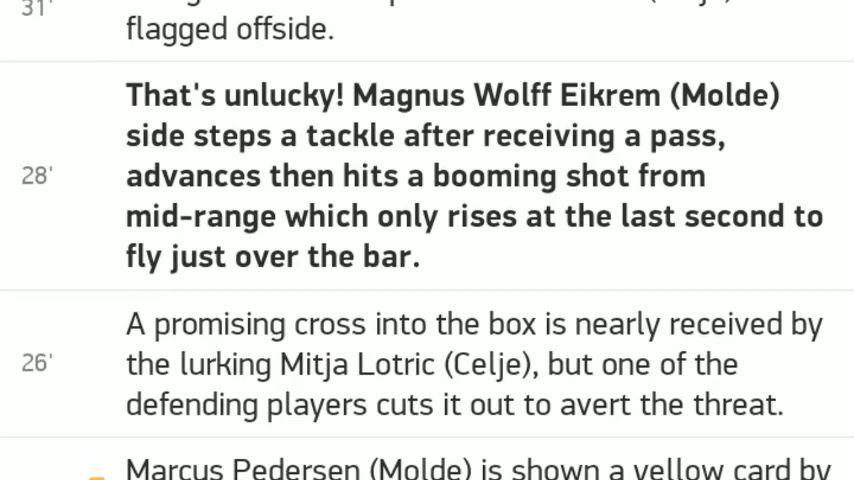 31'
flagged offside.
28'
That's unlucky! Magnus Wolff Eikrem (Molde)
side steps a tackle after receiving a pass,
advances then hits a booming shot from
mid-range which only rises at the last second to
fly just over the bar.
26'
A promising cross into the box is nearly received by
the lurking Mitja Lotric (Celje), but one of the
defending players cuts it out to avert the threat.
Marcus Pedersen (Molde) is shown a yellow card by